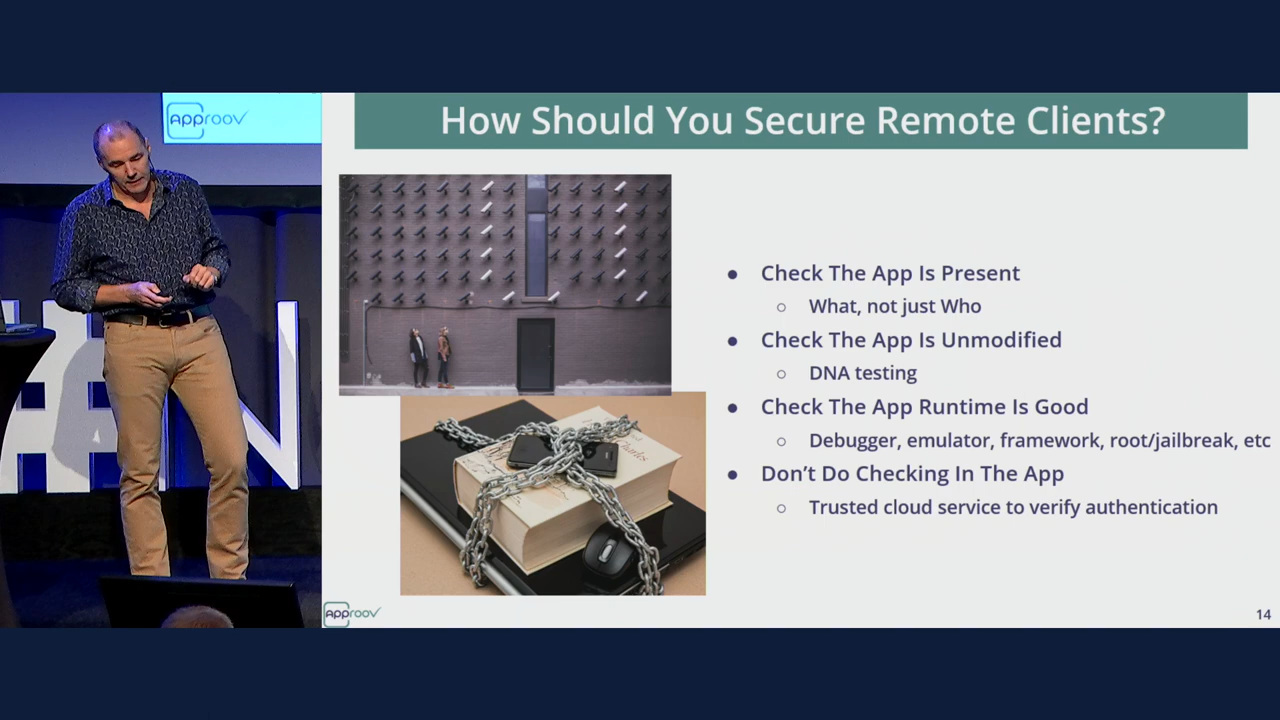 Approov
How Should You Secure Remote Clients?
● Check The App Is Present
○ What, not just Who
● Check The App Is Unmodified
○ DNA testing
● Check The App Runtime Is Good
○ Debugger, emulator, framework, root/jailbreak, etc
● Don’t Do Checking In The App
○ Trusted cloud service to verify authentication
Approov
14